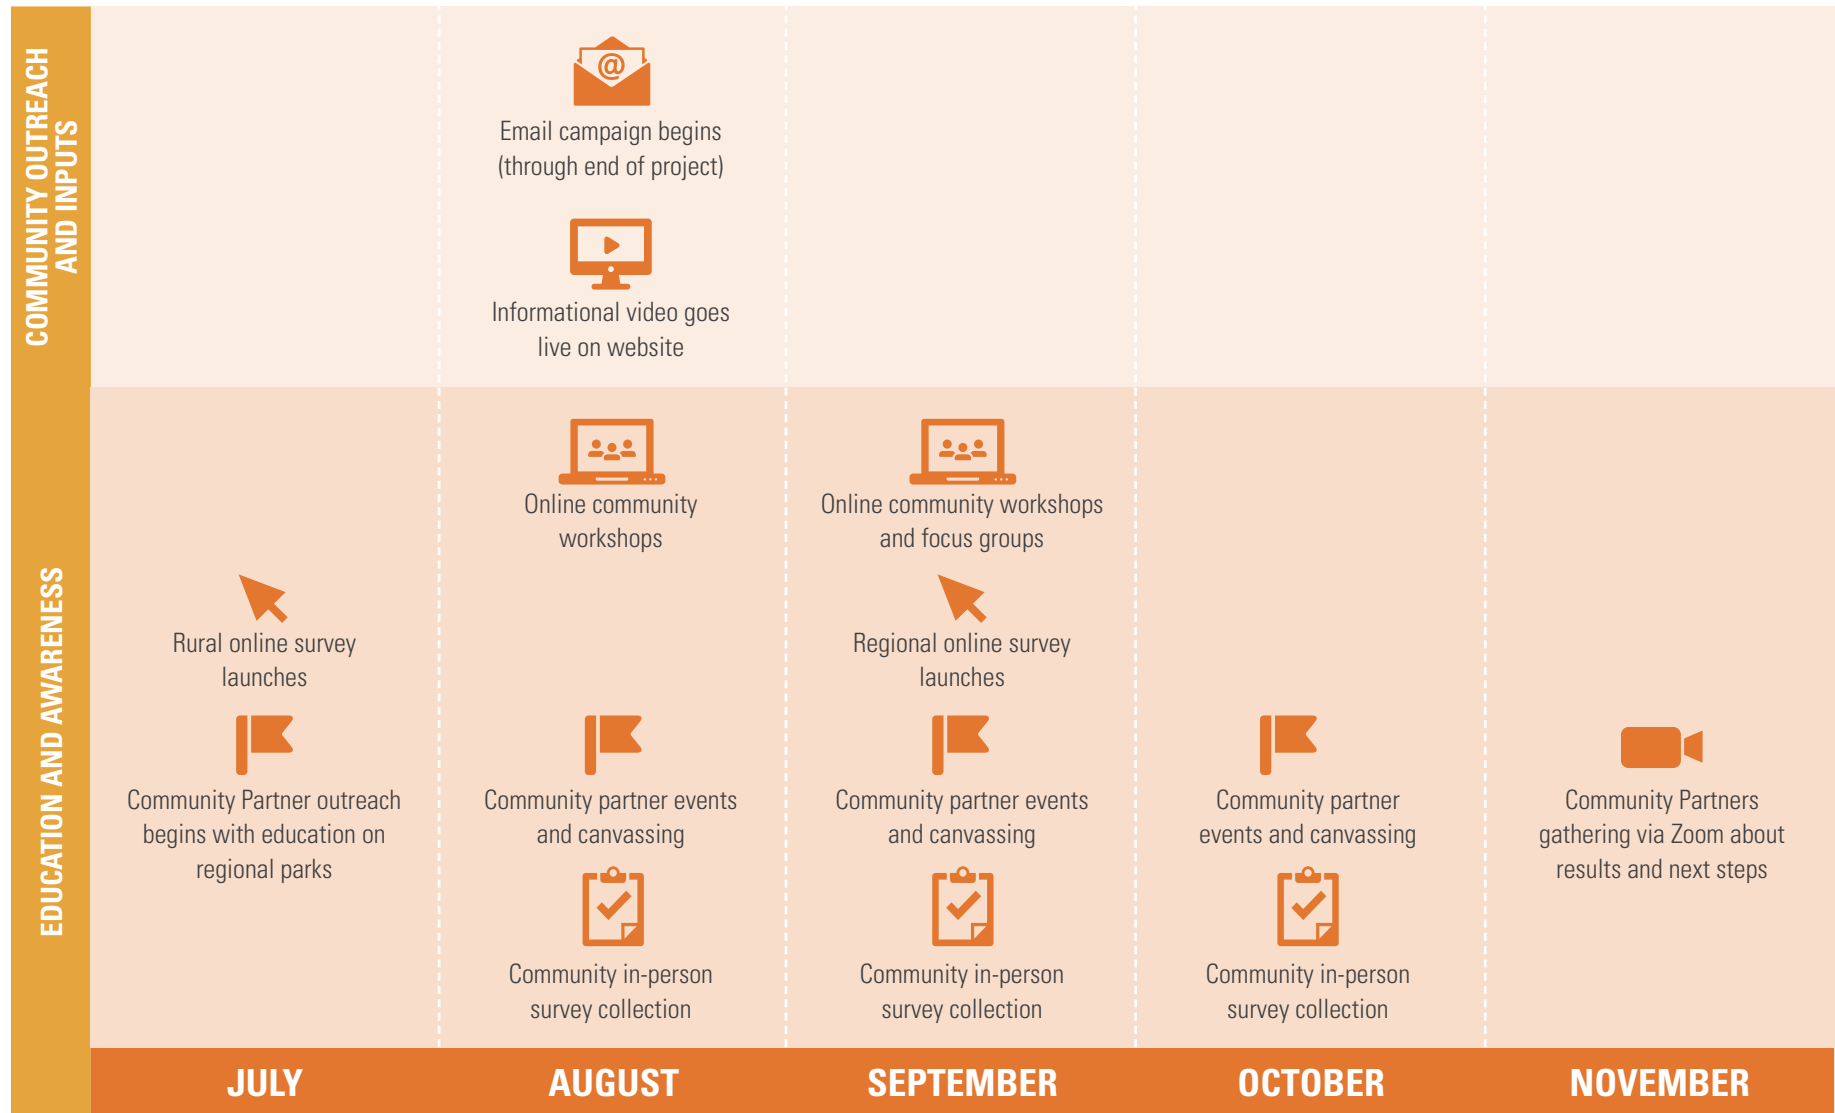 COMMUNITY OUTREACH
AND INPUTS
@
Email campaign begins
(through end of project)
Informational video goes
live on website
EDUCATION AND AWARENESS
Rural online survey
launches
Community Partner outreach
begins with education on
regional parks
Online community
workshops
Community partner events
and canvassing
Community in-person
survey collection
Online community workshops
and focus groups
Regional online survey
launches
Community partner events
and canvassing
Community in-person
survey collection
Community partner
events and canvassing
Community in-person
survey collection
Community Partners
gathering via Zoom about
results and next steps
JULY
AUGUST
SEPTEMBER
OCTOBER
NOVEMBER